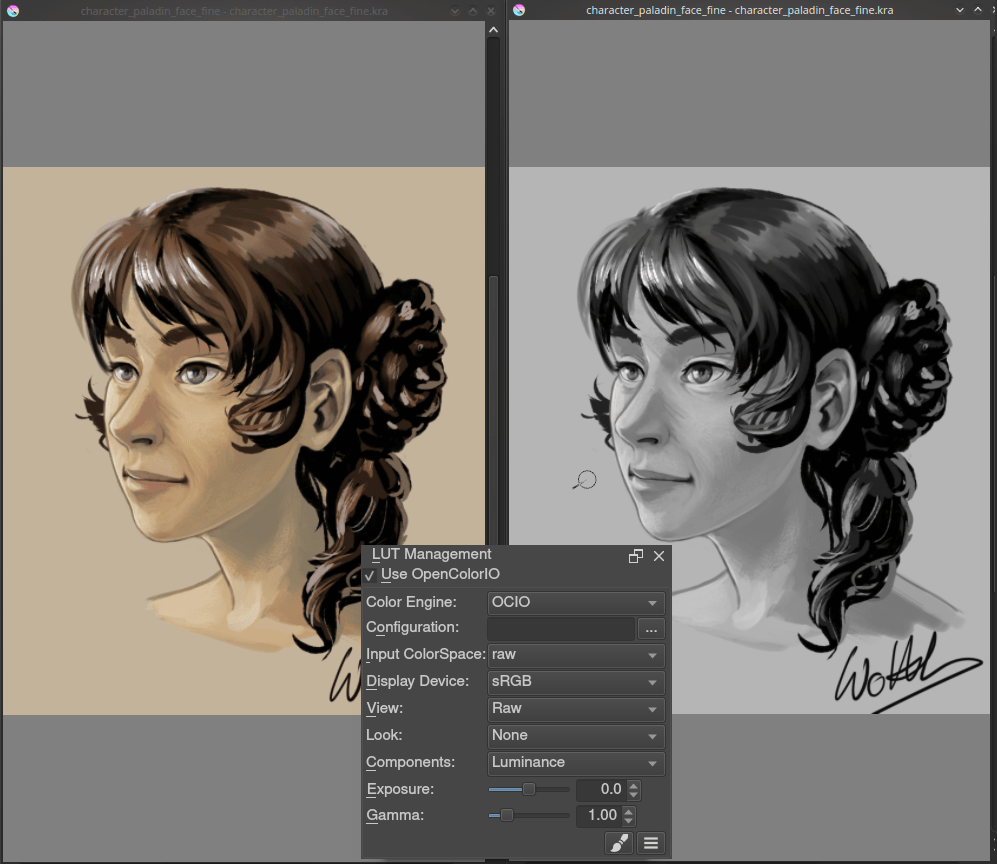 character_paladin_face_fine - character_paladin_face_fine.kra
character_paladin_face_fine - character_paladin_face_fine.kra
LUT Management
Use OpenColorIO
Color Engine: OCIO
Configuration: ...
Input ColorSpace: raw
Display Device: sRGB
View: Raw
Look: None
Components: Luminance
Exposure: 0.0
Gamma: 1.00